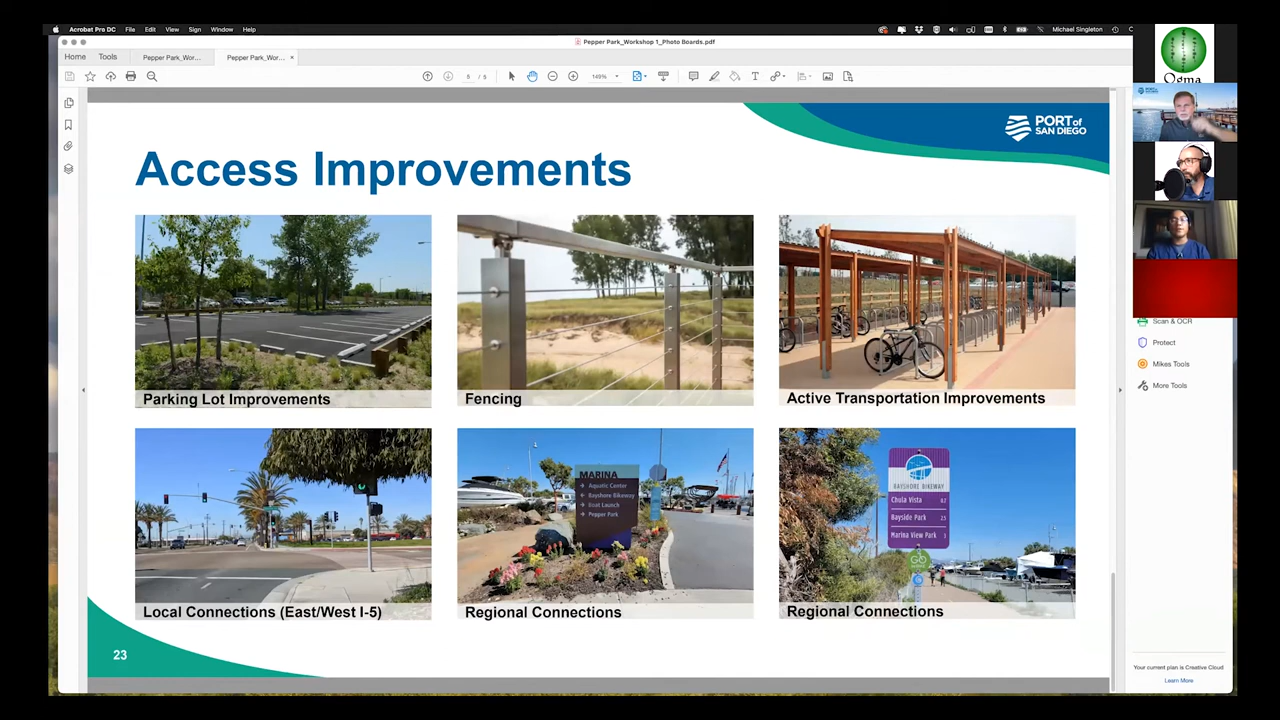 Acrobat Pro DC File Edit View Sign Window Help
Michael Singleton
Pepper Park_Workshop 1_Photo Boards.pdf
Home Tools Pepper Park_Wor... Pepper Park_Wor... ×
5 / 5 149%
Ogma
PORT of
SAN DIEGO
Access Improvements
Parking Lot Improvements
Fencing
Active Transportation Improvements
MARINA
Aquatic Center
Bayshore Bikeway
Boat Launch
Pepper Park
BAYSHORE BIKEWAY
Chula Vista
Bayside Park
Marina View Park
GO
Local Connections (East/West I-5)
Regional Connections
Regional Connections
23
Scan & OCR
Protect
Mikes Tools
More Tools
Your current plan is Creative Cloud
Learn More